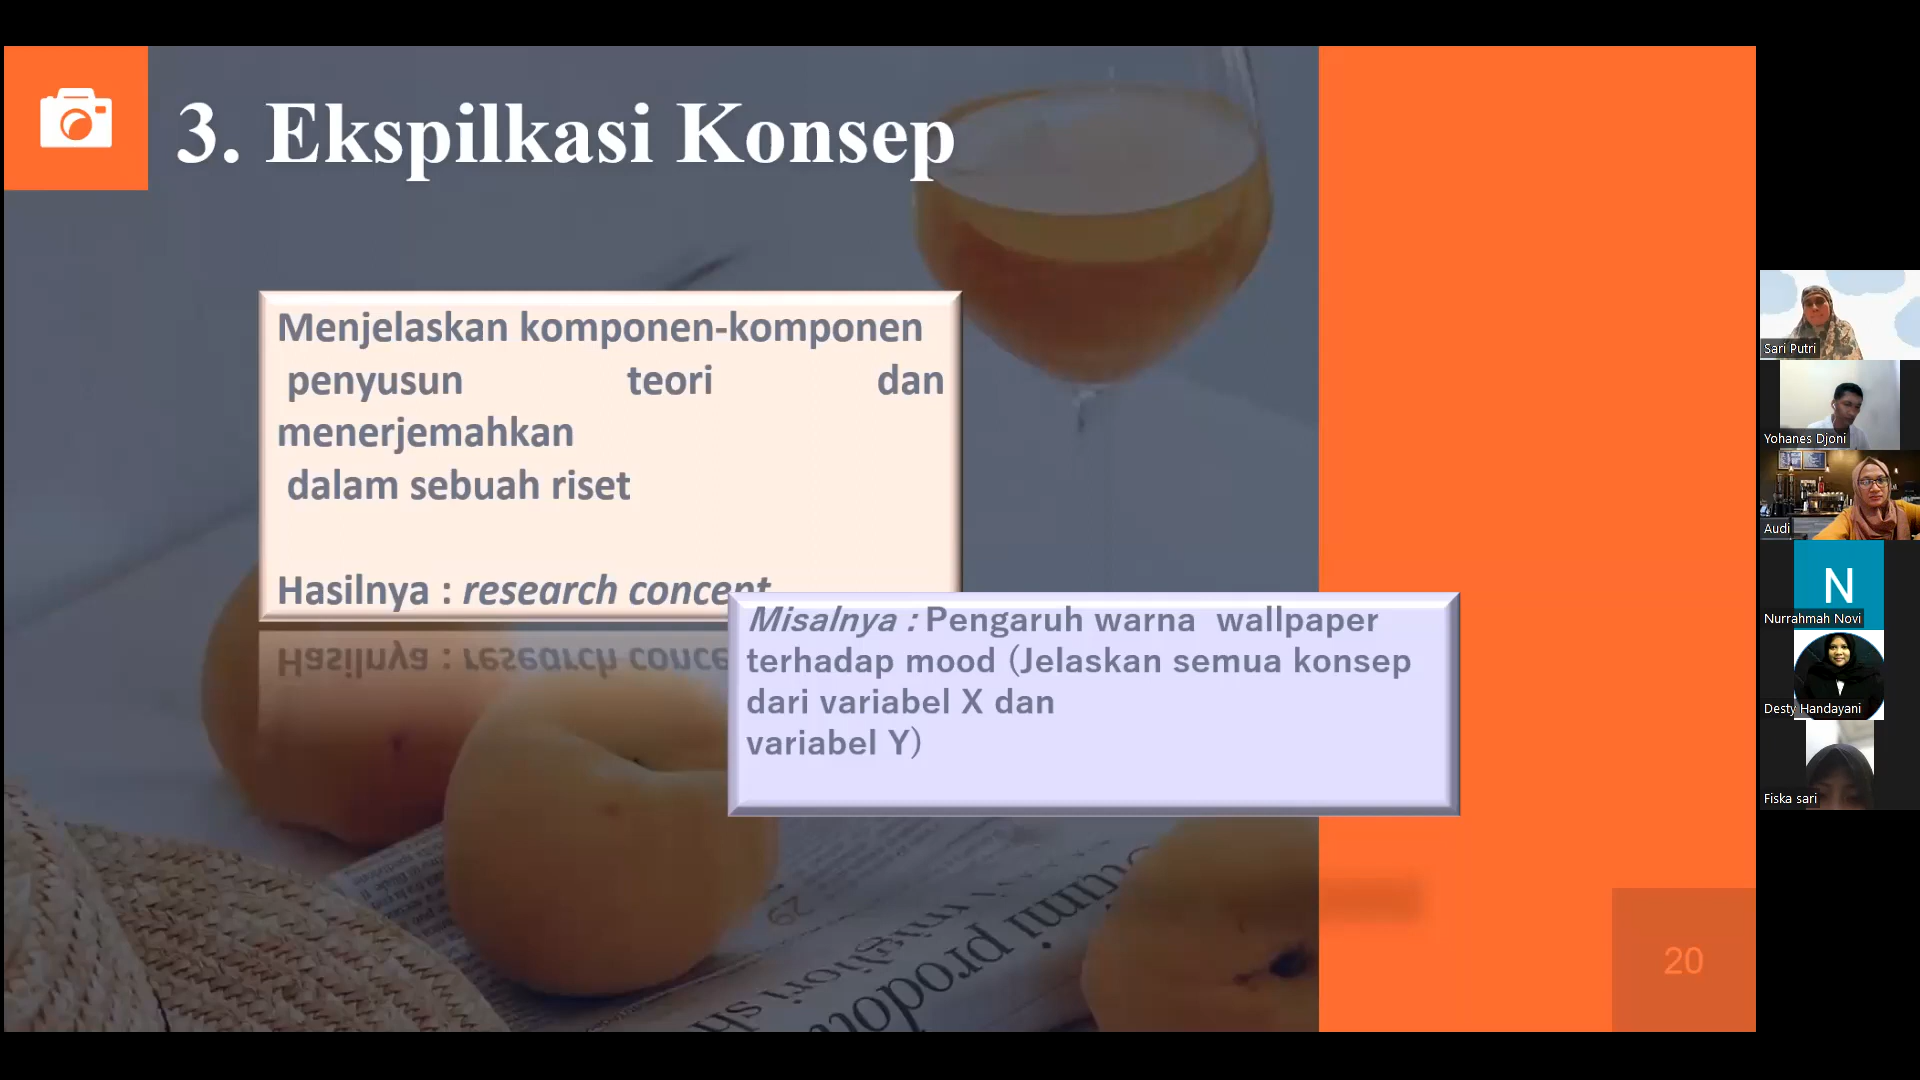 3. Ekspilkasi Konsep
Menjelaskan komponen-komponen
penyusun teori dan
menerjemahkan
dalam sebuah riset
Hasilnya : research concept
Misalnya : Pengaruh warna wallpaper
terhadap mood (Jelaskan semua konsep
dari variabel X dan
variabel Y)
20
Sari Putri
Yohanes Djoni
Audi
N
Nurrahmah Novi
Desty Handayani
Fiska sari